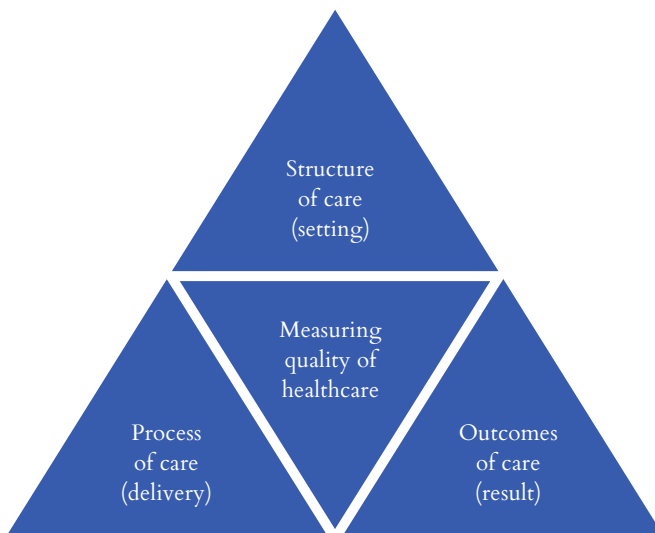 Structure
of care
(setting)
Measuring
quality of
healthcare
Process
of care
(delivery)
Outcomes
of care
(result)